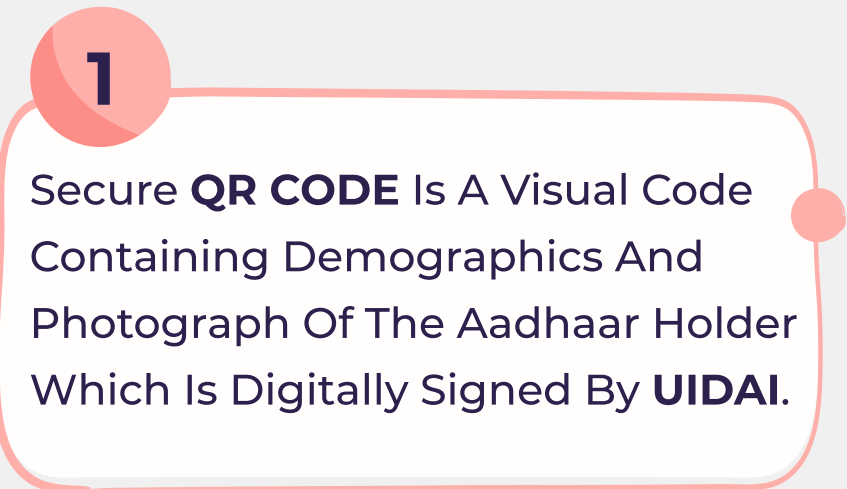 1
Secure QR CODE Is A Visual Code
Containing Demographics And
Photograph Of The Aadhaar Holder
Which Is Digitally Signed By UIDAI.